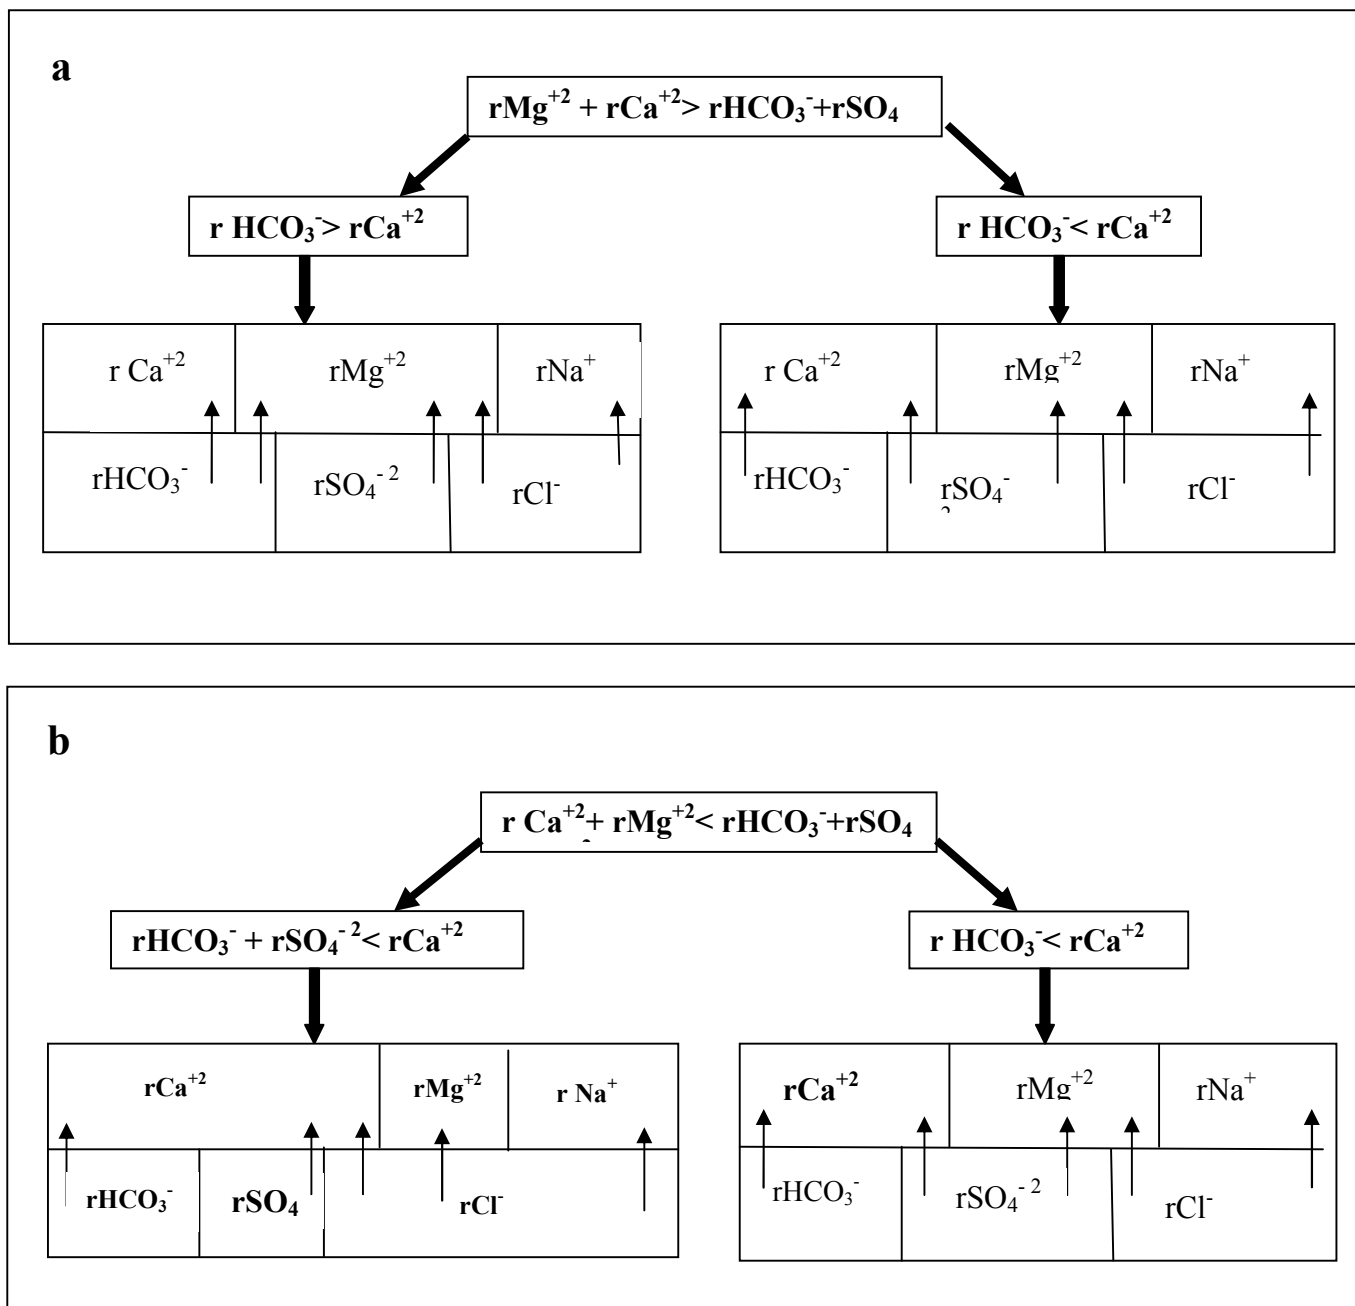 a
rMg⁺² + rCa⁺²> rHCO₃⁻+rSO₄
r HCO₃⁻> rCa⁺²
r HCO₃⁻< rCa⁺²
r Ca⁺² rMg⁺² rNa⁺
rHCO₃⁻ rSO₄⁻² rCl⁻
r Ca⁺² rMg⁺² rNa⁺
rHCO₃⁻ rSO₄⁻ rCl⁻
b
r Ca⁺²+ rMg⁺²< rHCO₃⁻+rSO₄
rHCO₃⁻ + rSO₄⁻²< rCa⁺²
r HCO₃⁻< rCa⁺²
rCa⁺² rMg⁺² r Na⁺
rHCO₃⁻ rSO₄ rCl⁻
rCa⁺² rMg⁺² rNa⁺
rHCO₃⁻ rSO₄⁻² rCl⁻